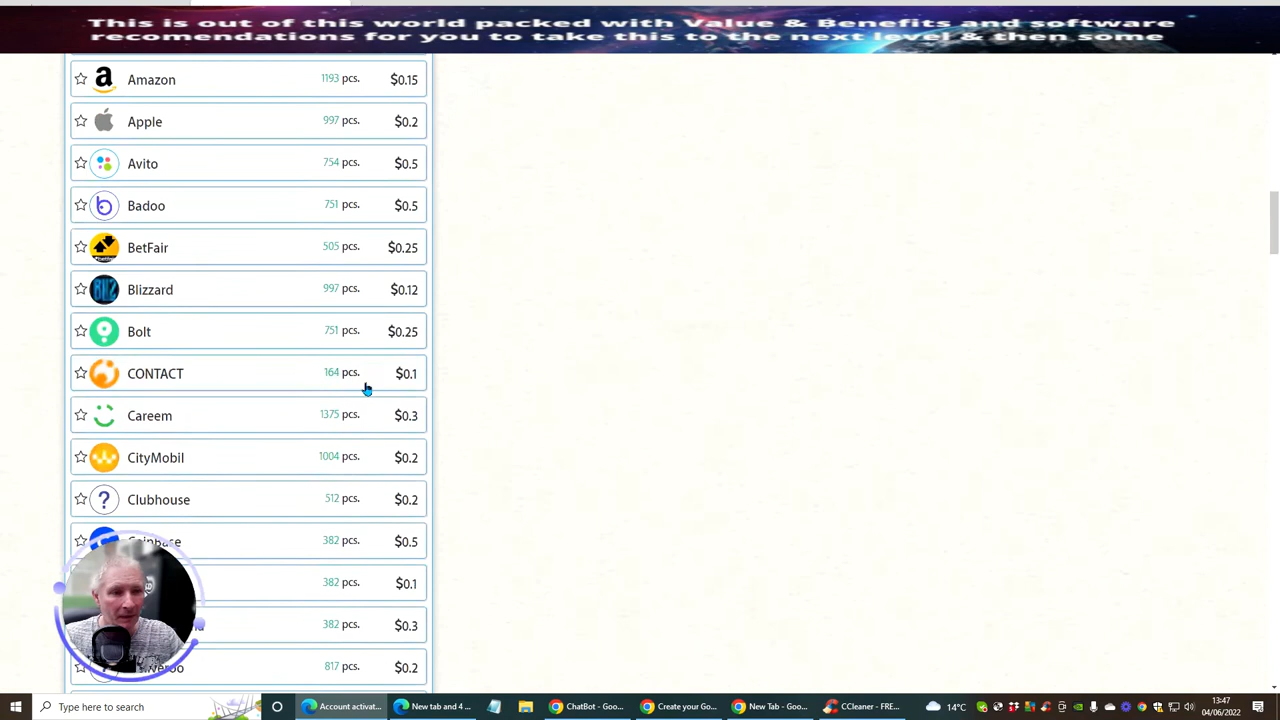 This is out of this world packed with Value & Benefits and software
recomendations for you to take this to the next level & then some
Amazon 1193 pcs. $0.15
Apple 997 pcs. $0.2
Avito 754 pcs. $0.5
Badoo 751 pcs. $0.5
BetFair 505 pcs. $0.25
Blizzard 997 pcs. $0.12
Bolt 751 pcs. $0.25
CONTACT 164 pcs. $0.1
Careem 1375 pcs. $0.3
CityMobil 1004 pcs. $0.2
? Clubhouse 512 pcs. $0.2
CoinBase 382 pcs. $0.5
382 pcs. $0.1
382 pcs. $0.3
817 pcs. $0.2
Type here to search
Account activat...
New tab and 4 ...
ChatBot - Goo...
Create your Go...
New Tab - Goo...
CCleaner - FRE...
14°C
13:47
04/06/2022